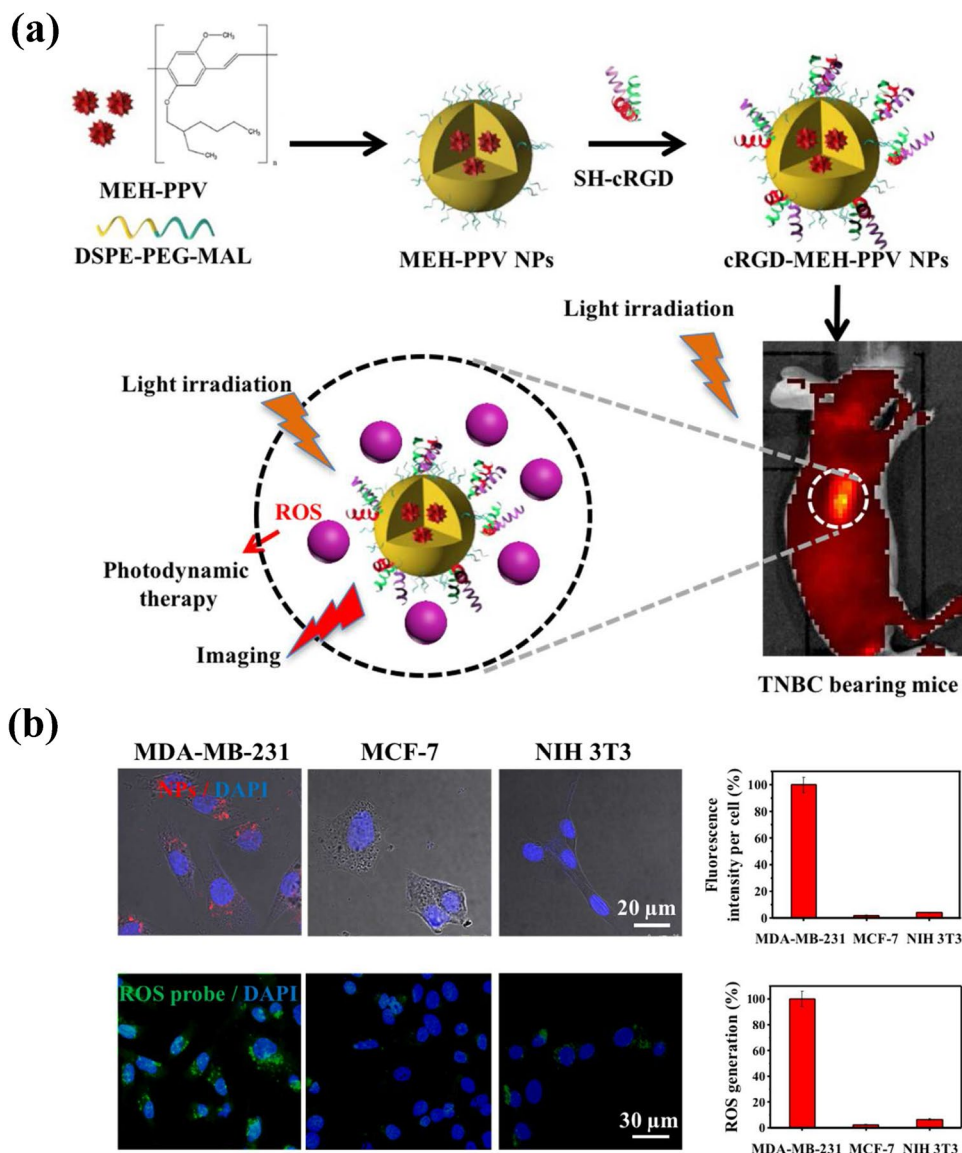 (a)
O
CH₃
O
CH₃
CH₃
n
MEH-PPV
DSPE-PEG-MAL
MEH-PPV NPs
SH-cRGD
cRGD-MEH-PPV NPs
Light irradiation
Light irradiation
ROS
Photodynamic
therapy
Imaging
TNBC bearing mice
(b)
MDA-MB-231
MCF-7
NIH 3T3
NPs / DAPI
20 µm
Fluorescence
intensity per cell (%)
100
80
60
40
20
0
MDA-MB-231 MCF-7 NIH 3T3
ROS probe / DAPI
30 µm
ROS generation (%)
100
80
60
40
20
0
MDA-MB-231 MCF-7 NIH 3T3